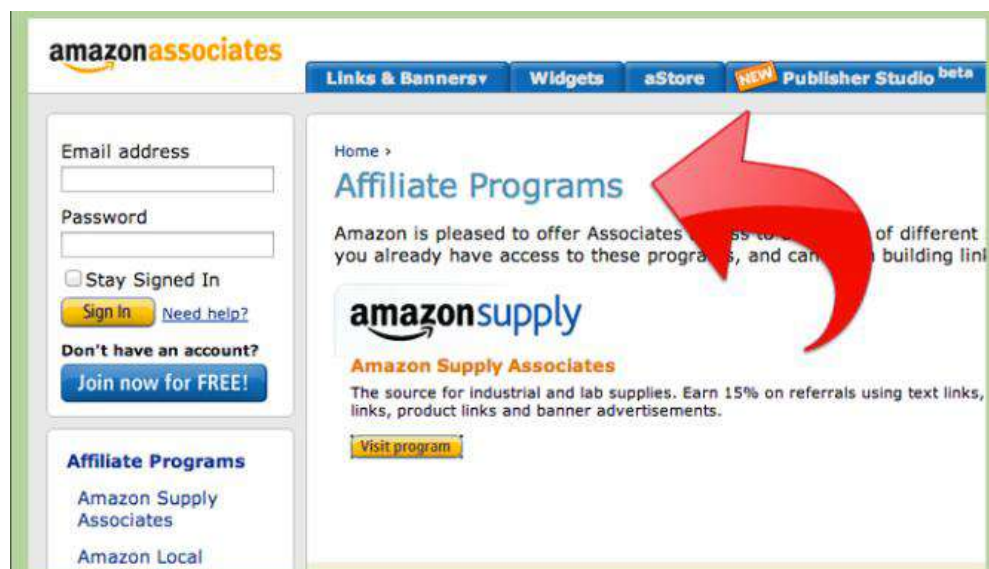 amazonassociates
Links & Banners▾ Widgets aStore NEW Publisher Studio beta
Email address
Password
Stay Signed In
Sign In Need help?
Don't have an account?
Join now for FREE!
Affiliate Programs
Amazon Supply
Associates
Amazon Local
Home ›
Affiliate Programs
Amazon is pleased to offer Associates to of different
you already have access to these programs, and can building
amazonsupply
Amazon Supply Associates
The source for industrial and lab supplies. Earn 15% on referrals using text links,
links, product links and banner advertisements.
Visit program